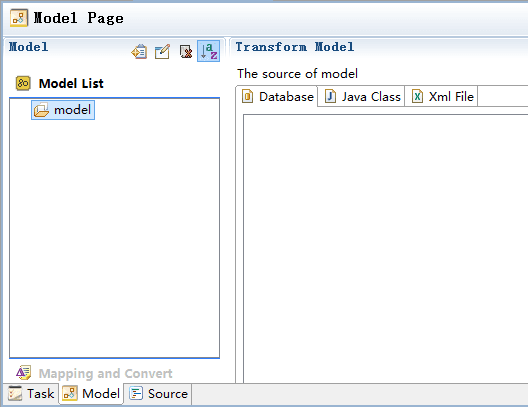 Model Page
Model
Transform Model
Model List
The source of model
model
Database
Java Class
Xml File
Mapping and Convert
Task
Model
Source